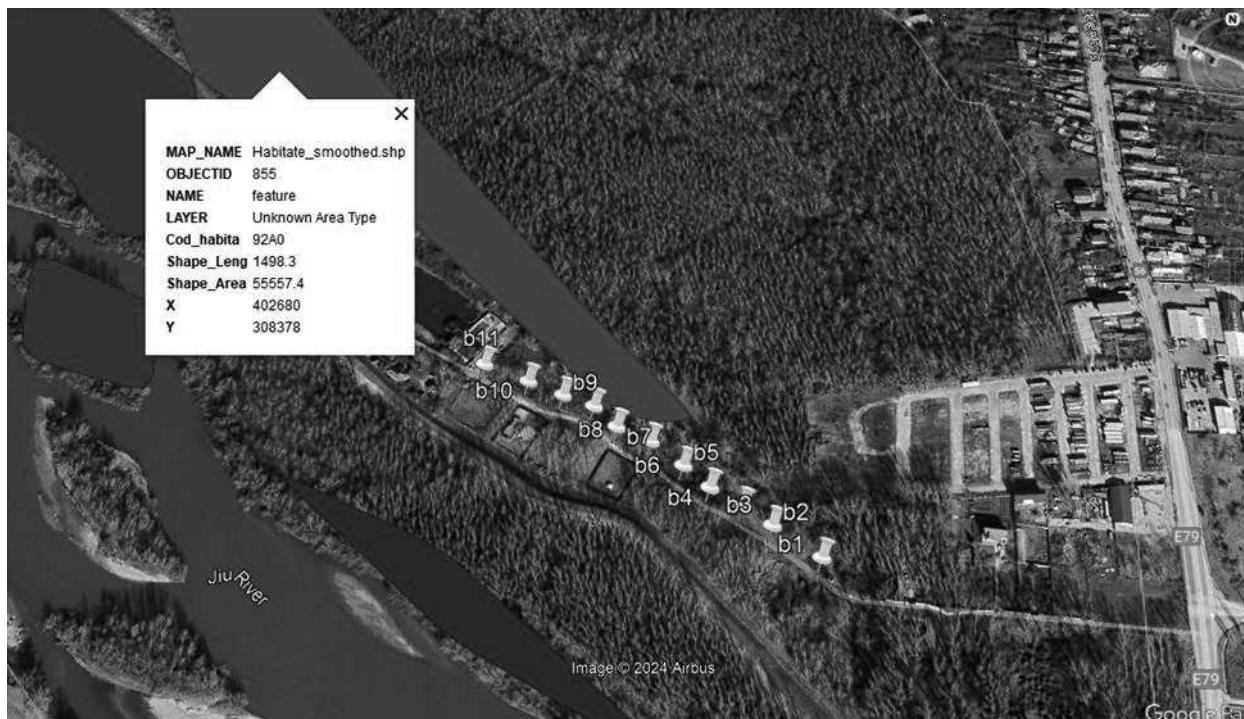 N
MAP_NAME Habitate_smoothed.shp
OBJECTID 855
NAME feature
LAYER Unknown Area Type
Cod_habita 92A0
Shape_Leng 1498.3
Shape_Area 55557.4
X 402680
Y 308378
56
b11
b10
b9
b8
b7
b6
b5
b4
b3
b2
b1
E79
Jiu River
Image © 2024 Airbus
E79